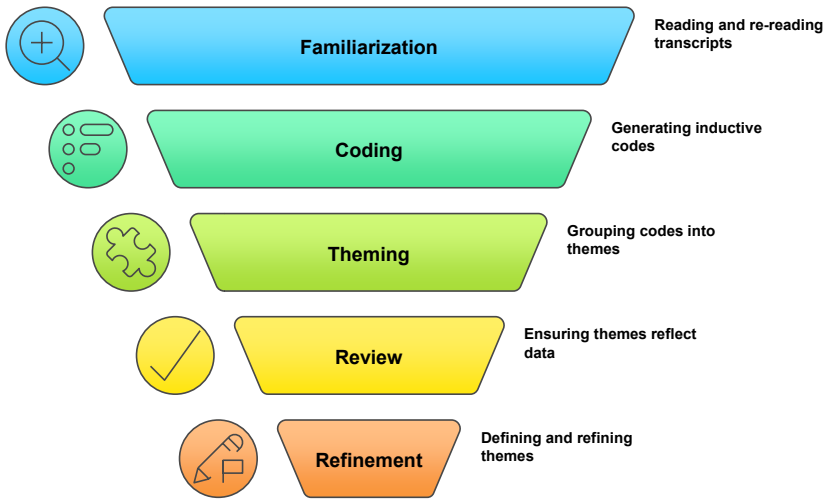 Familiarization
Reading and re-reading
transcripts
Coding
Generating inductive
codes
Theming
Grouping codes into
themes
Review
Ensuring themes reflect
data
Refinement
Defining and refining
themes